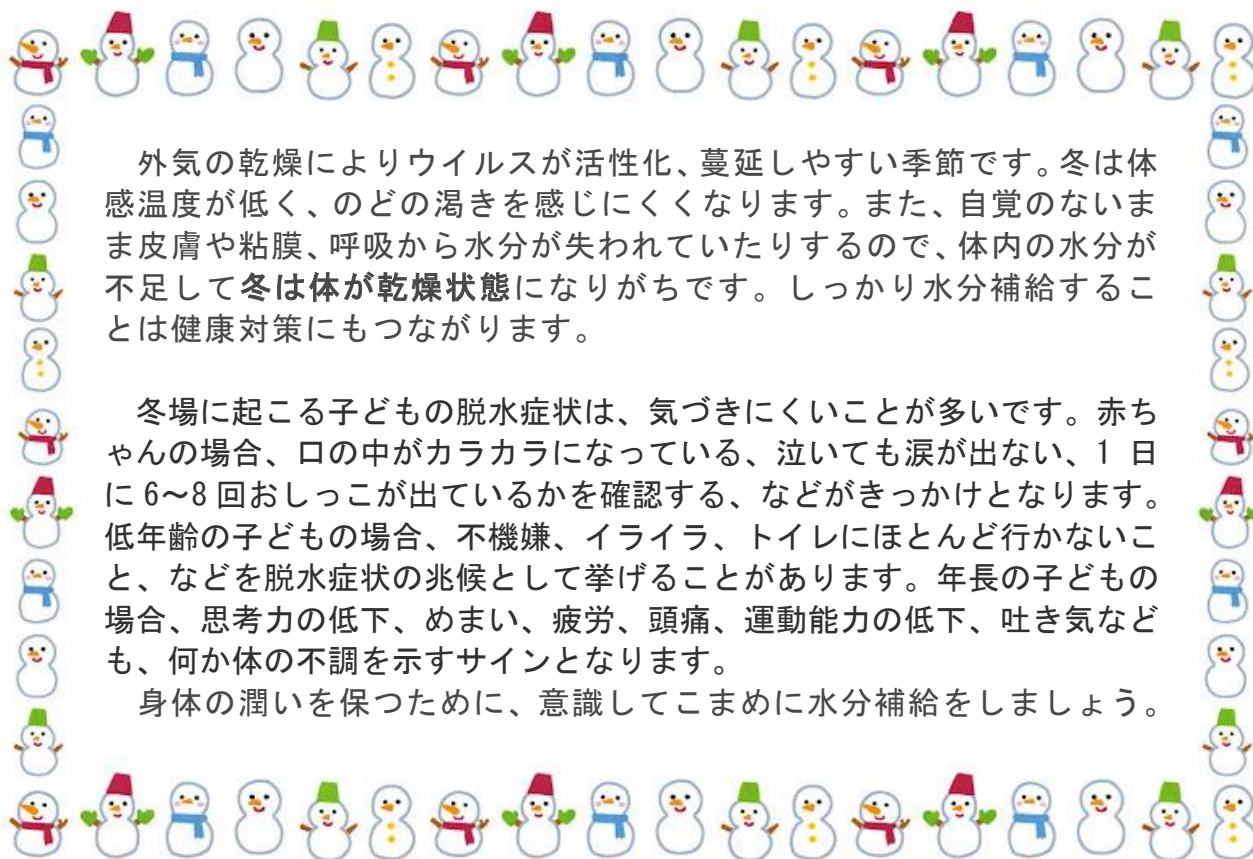 外気の乾燥によりウイルスが活性化、蔓延しやすい季節です。冬は体
感温度が低く、のどの渇きを感じにくくなります。また、自覚のないま
ま皮膚や粘膜、呼吸から水分が失われていたりするので、体内の水分が
不足して冬は体が乾燥状態になりがちです。しっかり水分補給するこ
とは健康対策にもつながります。
冬場に起こる子どもの脱水症状は、気づきにくいことが多いです。赤ち
ゃんの場合、口の中がカラカラになっている、泣いても涙が出ない、1 日
に 6～8 回おしっこが出ているかを確認する、などがきっかけとなります。
低年齢の子どもの場合、不機嫌、イライラ、トイレにほとんど行かないこ
と、などを脱水症状の兆候として挙げることがあります。年長の子どもの
場合、思考力の低下、めまい、疲労、頭痛、運動能力の低下、吐き気など
も、何か体の不調を示すサインとなります。
身体の潤いを保つために、意識してこまめに水分補給をしましょう。